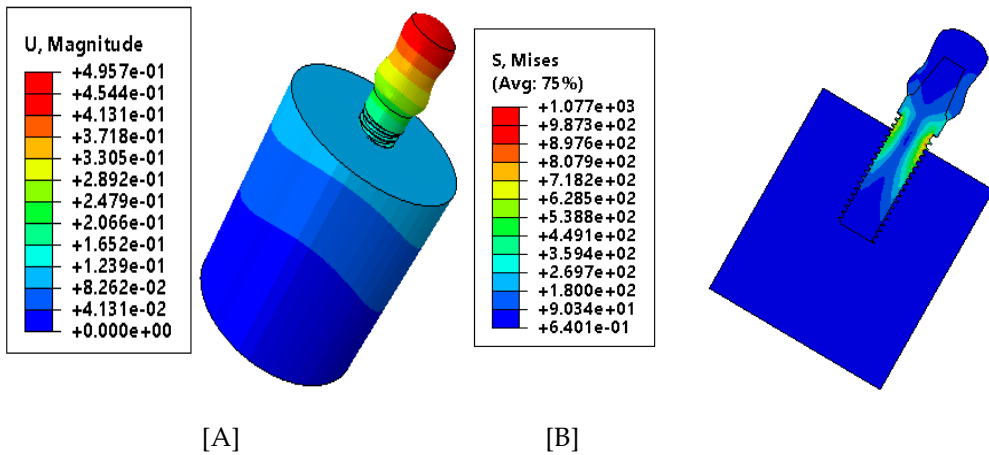 U, Magnitude
+4.957e-01
+4.544e-01
+4.131e-01
+3.718e-01
+3.305e-01
+2.892e-01
+2.479e-01
+2.066e-01
+1.652e-01
+1.239e-01
+8.262e-02
+4.131e-02
+0.000e+00
S, Mises
(Avg: 75%)
+1.077e+03
+9.873e+02
+8.976e+02
+8.079e+02
+7.182e+02
+6.285e+02
+5.388e+02
+4.491e+02
+3.594e+02
+2.697e+02
+1.800e+02
+9.034e+01
+6.401e-01
[A]
[B]